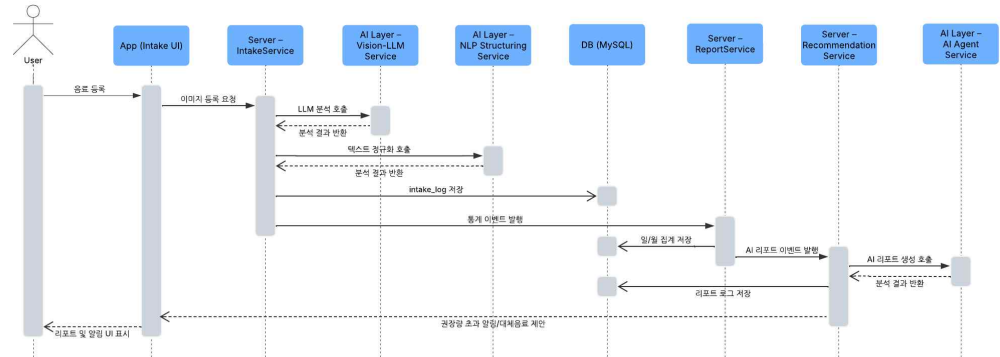 User
App (Intake UI)
Server –
IntakeService
AI Layer –
Vision-LLM
Service
AI Layer –
NLP Structuring
Service
DB (MySQL)
Server –
ReportService
Server –
Recommendation
Service
AI Layer –
AI Agent
Service
음료 등록
이미지 등록 요청
LLM 분석 호출
분석 결과 반환
텍스트 정규화 호출
분석 결과 반환
intake_log 저장
통계 이벤트 발행
일/월 집계 저장
AI 리포트 이벤트 발행
AI 리포트 생성 호출
분석 결과 반환
리포트 로그 저장
권장량 초과 알림/대체음료 제안
리포트 및 알림 UI 표시